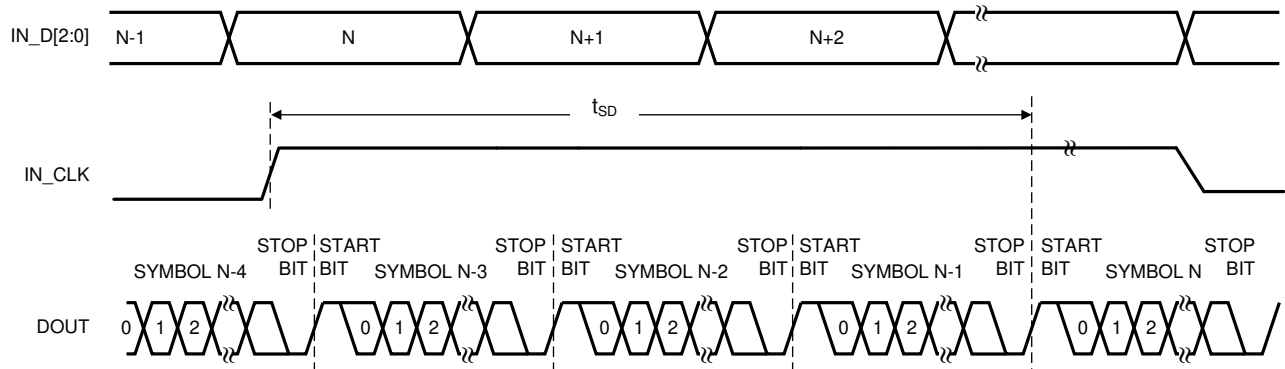 IN_D[2:0] N-1 N N+1 N+2
tSD
IN_CLK
STOP START STOP START STOP START STOP START STOP
BIT BIT BIT BIT BIT BIT BIT BIT BIT
SYMBOL N-4 SYMBOL N-3 SYMBOL N-2 SYMBOL N-1 SYMBOL N
DOUT 0 1 2 0 1 2 0 1 2 0 1 2 0 1 2